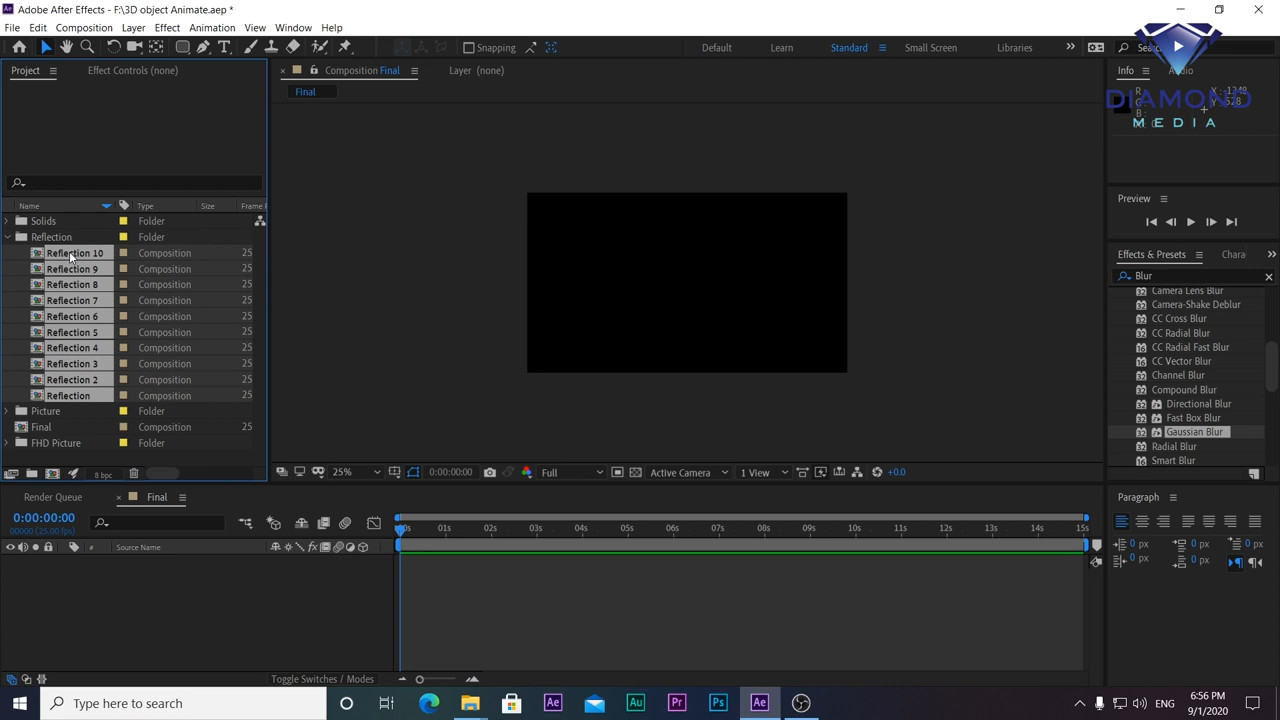 Adobe After Effects - F:\3D object Animate.aep *
File Edit Composition Layer Effect Animation View Window Help
Snapping Default Learn Standard Small Screen Libraries
Project Effect Controls (none) Composition Final Layer (none) Info Audio
Final
DIAMOND
MEDIA
Name Type Size
Solids Folder
Reflection Folder
Reflection 10 Composition 25
Reflection 9 Composition 25
Reflection 8 Composition 25
Reflection 7 Composition 25
Reflection 6 Composition 25
Reflection 5 Composition 25
Reflection 4 Composition 25
Reflection 3 Composition 25
Reflection 2 Composition 25
Reflection Composition 25
Picture Folder
Final Composition 25
FHD Picture Folder
8 bpc
25% 0:00:00:00 Full Active Camera 1 View +0.0
Preview
Effects & Presets
Blur
Camera Lens Blur
Camera-Shake Deblur
CC Cross Blur
CC Radial Blur
CC Radial Fast Blur
CC Vector Blur
Channel Blur
Compound Blur
Directional Blur
Fast Box Blur
Gaussian Blur
Radial Blur
Smart Blur
Render Queue Final
0:00:00:00
00000 (25.00 fps)
01s 02s 03s 04s 05s 06s 07s 08s 09s 10s 11s 12s 13s 14s 15s
# Source Name
Toggle Switches / Modes
Paragraph
0 px 0 px 0 px
0 px 0 px
Type here to search
ENG
6:56 PM
9/1/2020